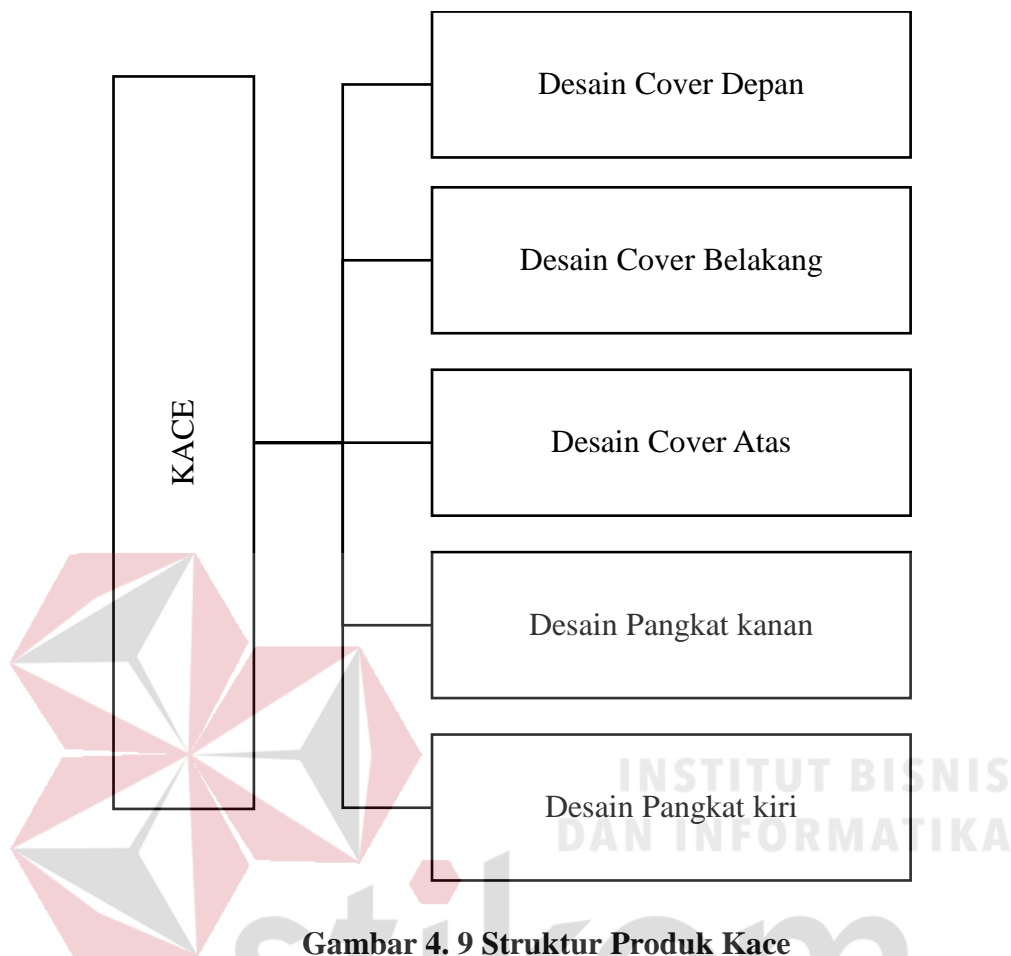 Desain Cover Depan
Desain Cover Belakang
KACE
Desain Cover Atas
Desain Pangkat kanan
INSTITUT BISNIS
Desain Pangkat kiri
DAN INFORMATIKA
stikom
Gambar 4. 9 Struktur Produk Kace